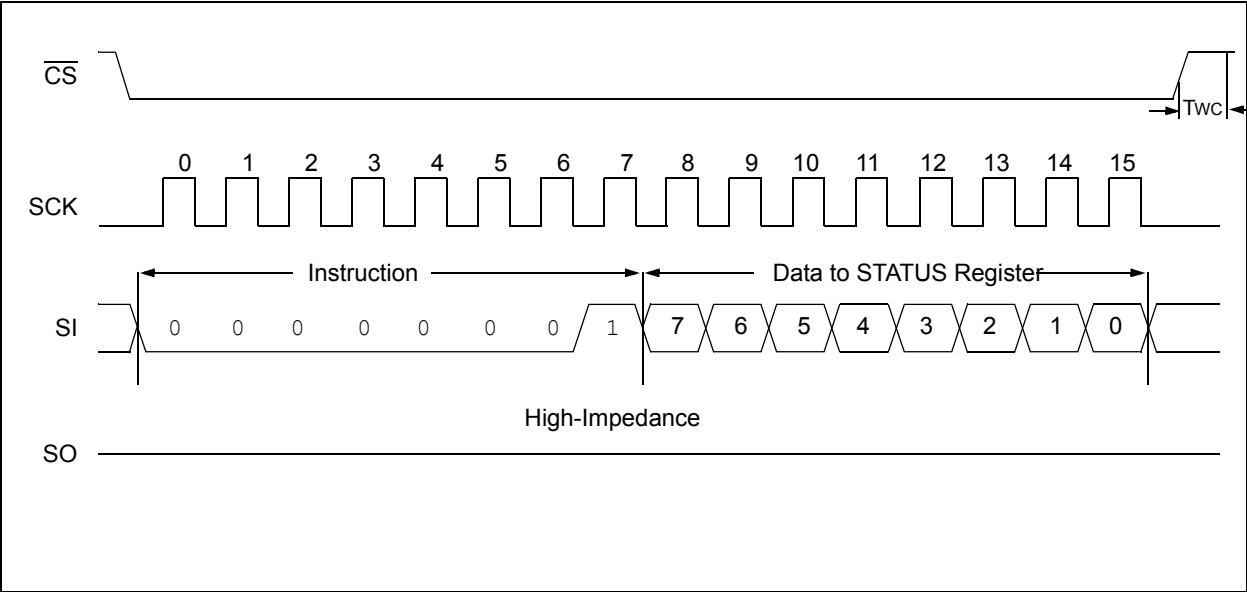 CS
TWC
0 1 2 3 4 5 6 7 8 9 10 11 12 13 14 15
SCK
Instruction Data to STATUS Register
SI 0 0 0 0 0 0 0 1 7 6 5 4 3 2 1 0
High-Impedance
SO